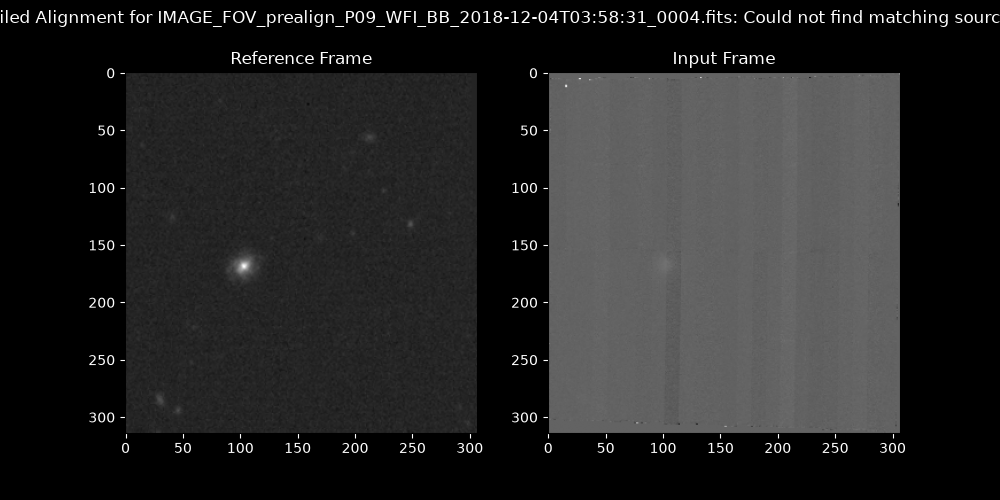 iled Alignment for IMAGE_FOV_prealign_P09_WFI_BB_2018-12-04T03:58:31_0004.fits: Could not find matching sourc
Reference Frame
Input Frame
0
50
100
150
200
250
300
0 50 100 150 200 250 300
0
50
100
150
200
250
300
0 50 100 150 200 250 300